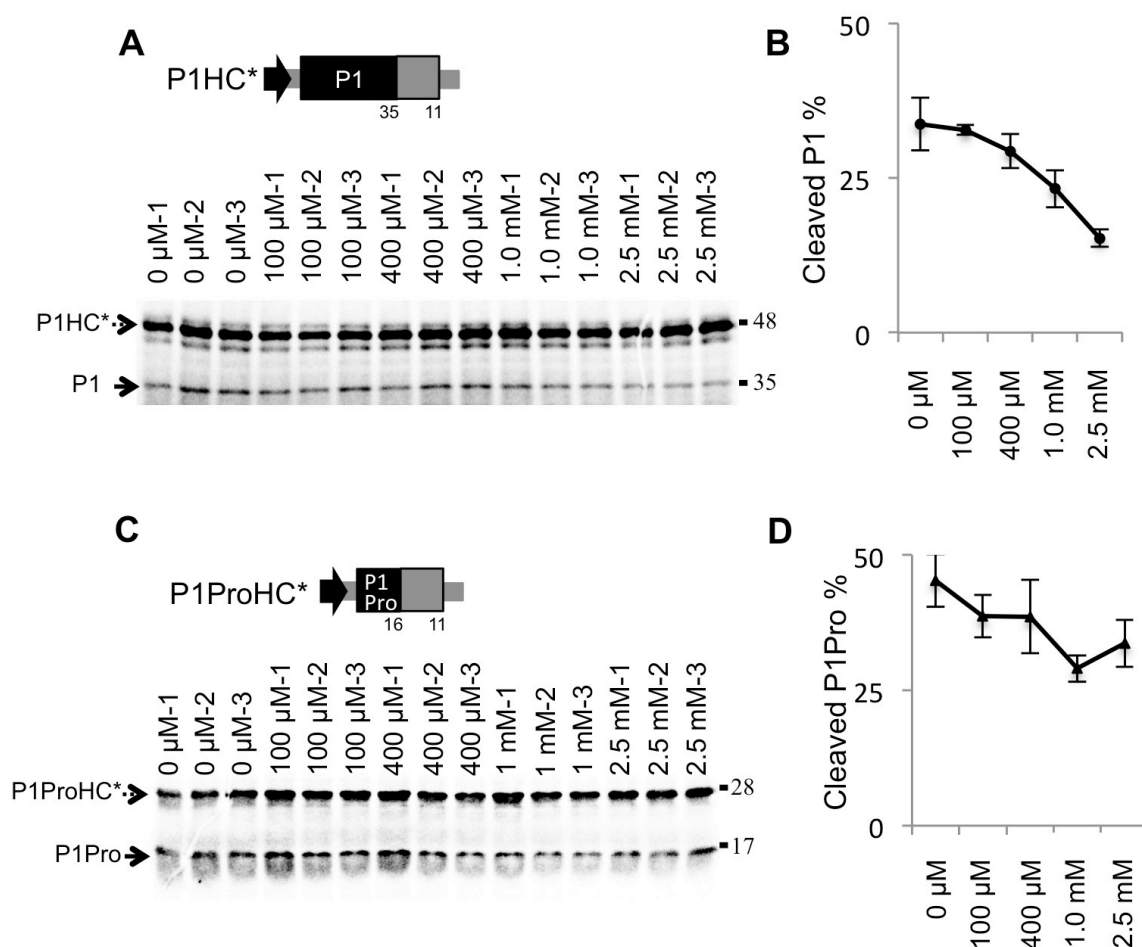 A
P1HC*
P1
35
11
0 µM-1
0 µM-2
0 µM-3
100 µM-1
100 µM-2
100 µM-3
400 µM-1
400 µM-2
400 µM-3
1.0 mM-1
1.0 mM-2
1.0 mM-3
2.5 mM-1
2.5 mM-2
2.5 mM-3
P1HC*
P1
48
35
B
Cleaved P1 %
50
25
0
0 µM
100 µM
400 µM
1.0 mM
2.5 mM
C
P1ProHC*
P1
Pro
16
11
0 µM-1
0 µM-2
0 µM-3
100 µM-1
100 µM-2
100 µM-3
400 µM-1
400 µM-2
400 µM-3
1 mM-1
1 mM-2
1 mM-3
2.5 mM-1
2.5 mM-2
2.5 mM-3
P1ProHC*
P1Pro
28
17
D
Cleaved P1Pro %
50
25
0
0 µM
100 µM
400 µM
1.0 mM
2.5 mM